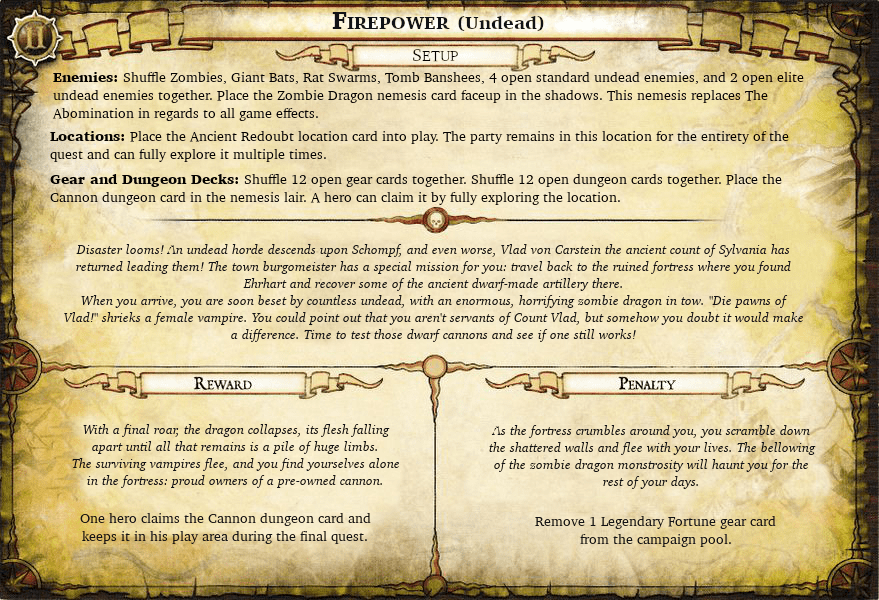 II
Firepower (Undead)
Setup
Enemies: Shuffle Zombies, Giant Bats, Rat Swarms, Tomb Banshees, 4 open standard undead enemies, and 2 open elite
undead enemies together. Place the Zombie Dragon nemesis card faceup in the shadows. This nemesis replaces The
Abomination in regards to all game effects.
Locations: Place the Ancient Redoubt location card into play. The party remains in this location for the entirety of the
quest and can fully explore it multiple times.
Gear and Dungeon Decks: Shuffle 12 open gear cards together. Shuffle 12 open dungeon cards together. Place the
Cannon dungeon card in the nemesis lair. A hero can claim it by fully exploring the location.
Disaster looms! An undead horde descends upon Schompf, and even worse, Vlad von Carstein the ancient count of Sylvania has
returned leading them! The town burgomeister has a special mission for you: travel back to the ruined fortress where you found
Ehrhart and recover some of the ancient dwarf-made artillery there.
When you arrive, you are soon beset by countless undead, with an enormous, horrifying zombie dragon in tow. "Die pawns of
Vlad!" shrieks a female vampire. You could point out that you aren't servants of Count Vlad, but somehow you doubt it would make
a difference. Time to test those dwarf cannons and see if one still works!
Reward
With a final roar, the dragon collapses, its flesh falling
apart until all that remains is a pile of huge limbs.
The surviving vampires flee, and you find yourselves alone
in the fortress: proud owners of a pre-owned cannon.
One hero claims the Cannon dungeon card and
keeps it in his play area during the final quest.
Penalty
As the fortress crumbles around you, you scramble down
the shattered walls and flee with your lives. The bellowing
of the zombie dragon monstrosity will haunt you for the
rest of your days.
Remove 1 Legendary Fortune gear card
from the campaign pool.